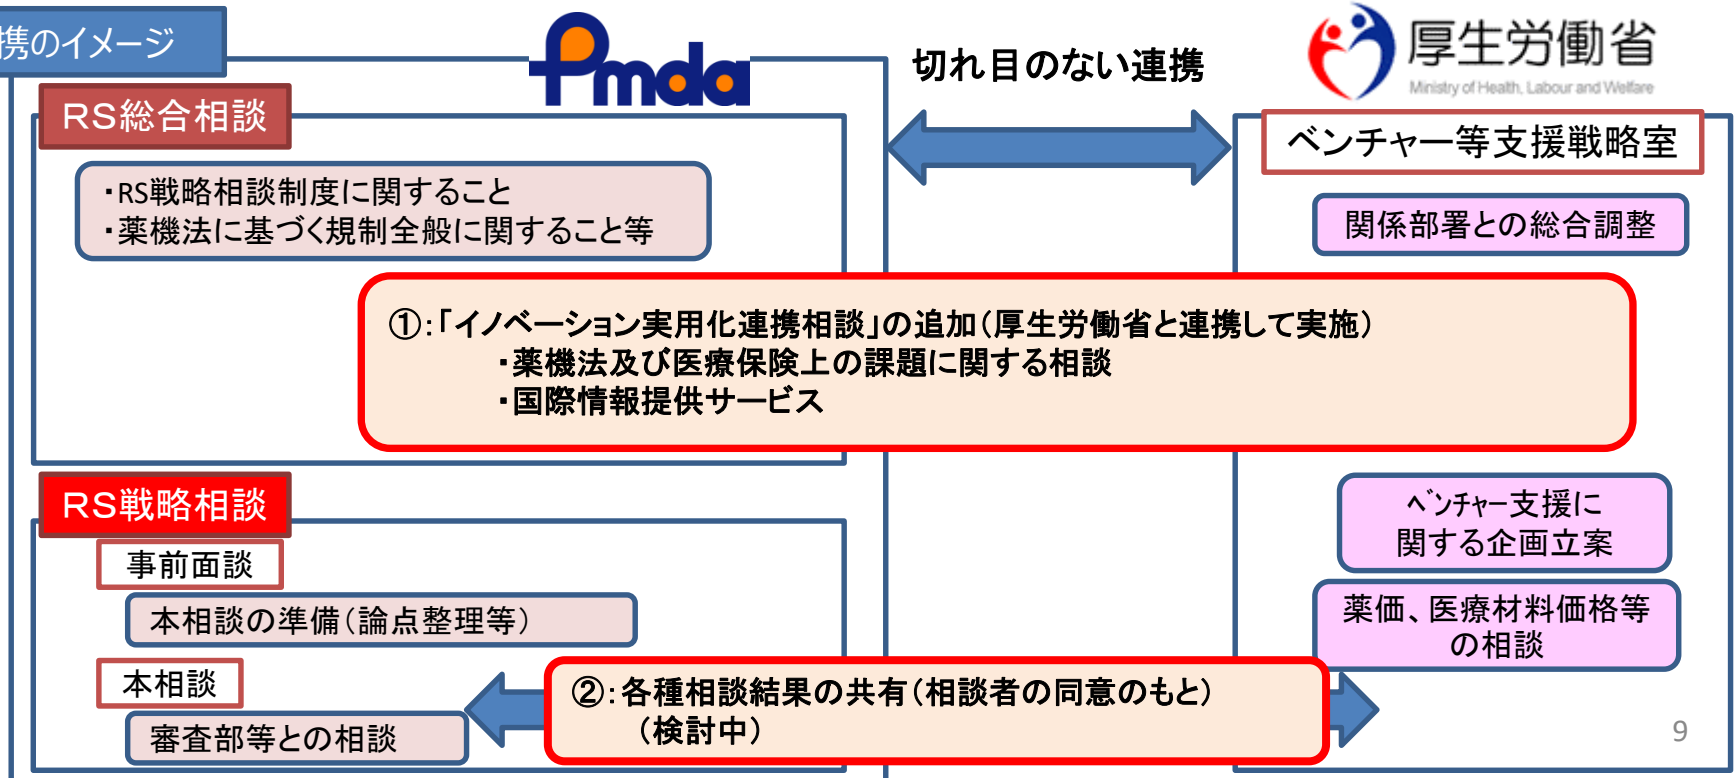 携のイメージ
Pmda
切れ目のない連携
厚生労働省
Ministry of Health, Labour and Welfare
RS総合相談
・RS戦略相談制度に関すること
・薬機法に基づく規制全般に関すること等
ベンチャー等支援戦略室
関係部署との総合調整
①：「イノベーション実用化連携相談」の追加（厚生労働省と連携して実施）
・薬機法及び医療保険上の課題に関する相談
・国際情報提供サービス
RS戦略相談
事前面談
本相談の準備（論点整理等）
本相談
審査部等との相談
ベンチャー支援に
関する企画立案
薬価、医療材料価格等
の相談
②：各種相談結果の共有（相談者の同意のもと）
（検討中）
9